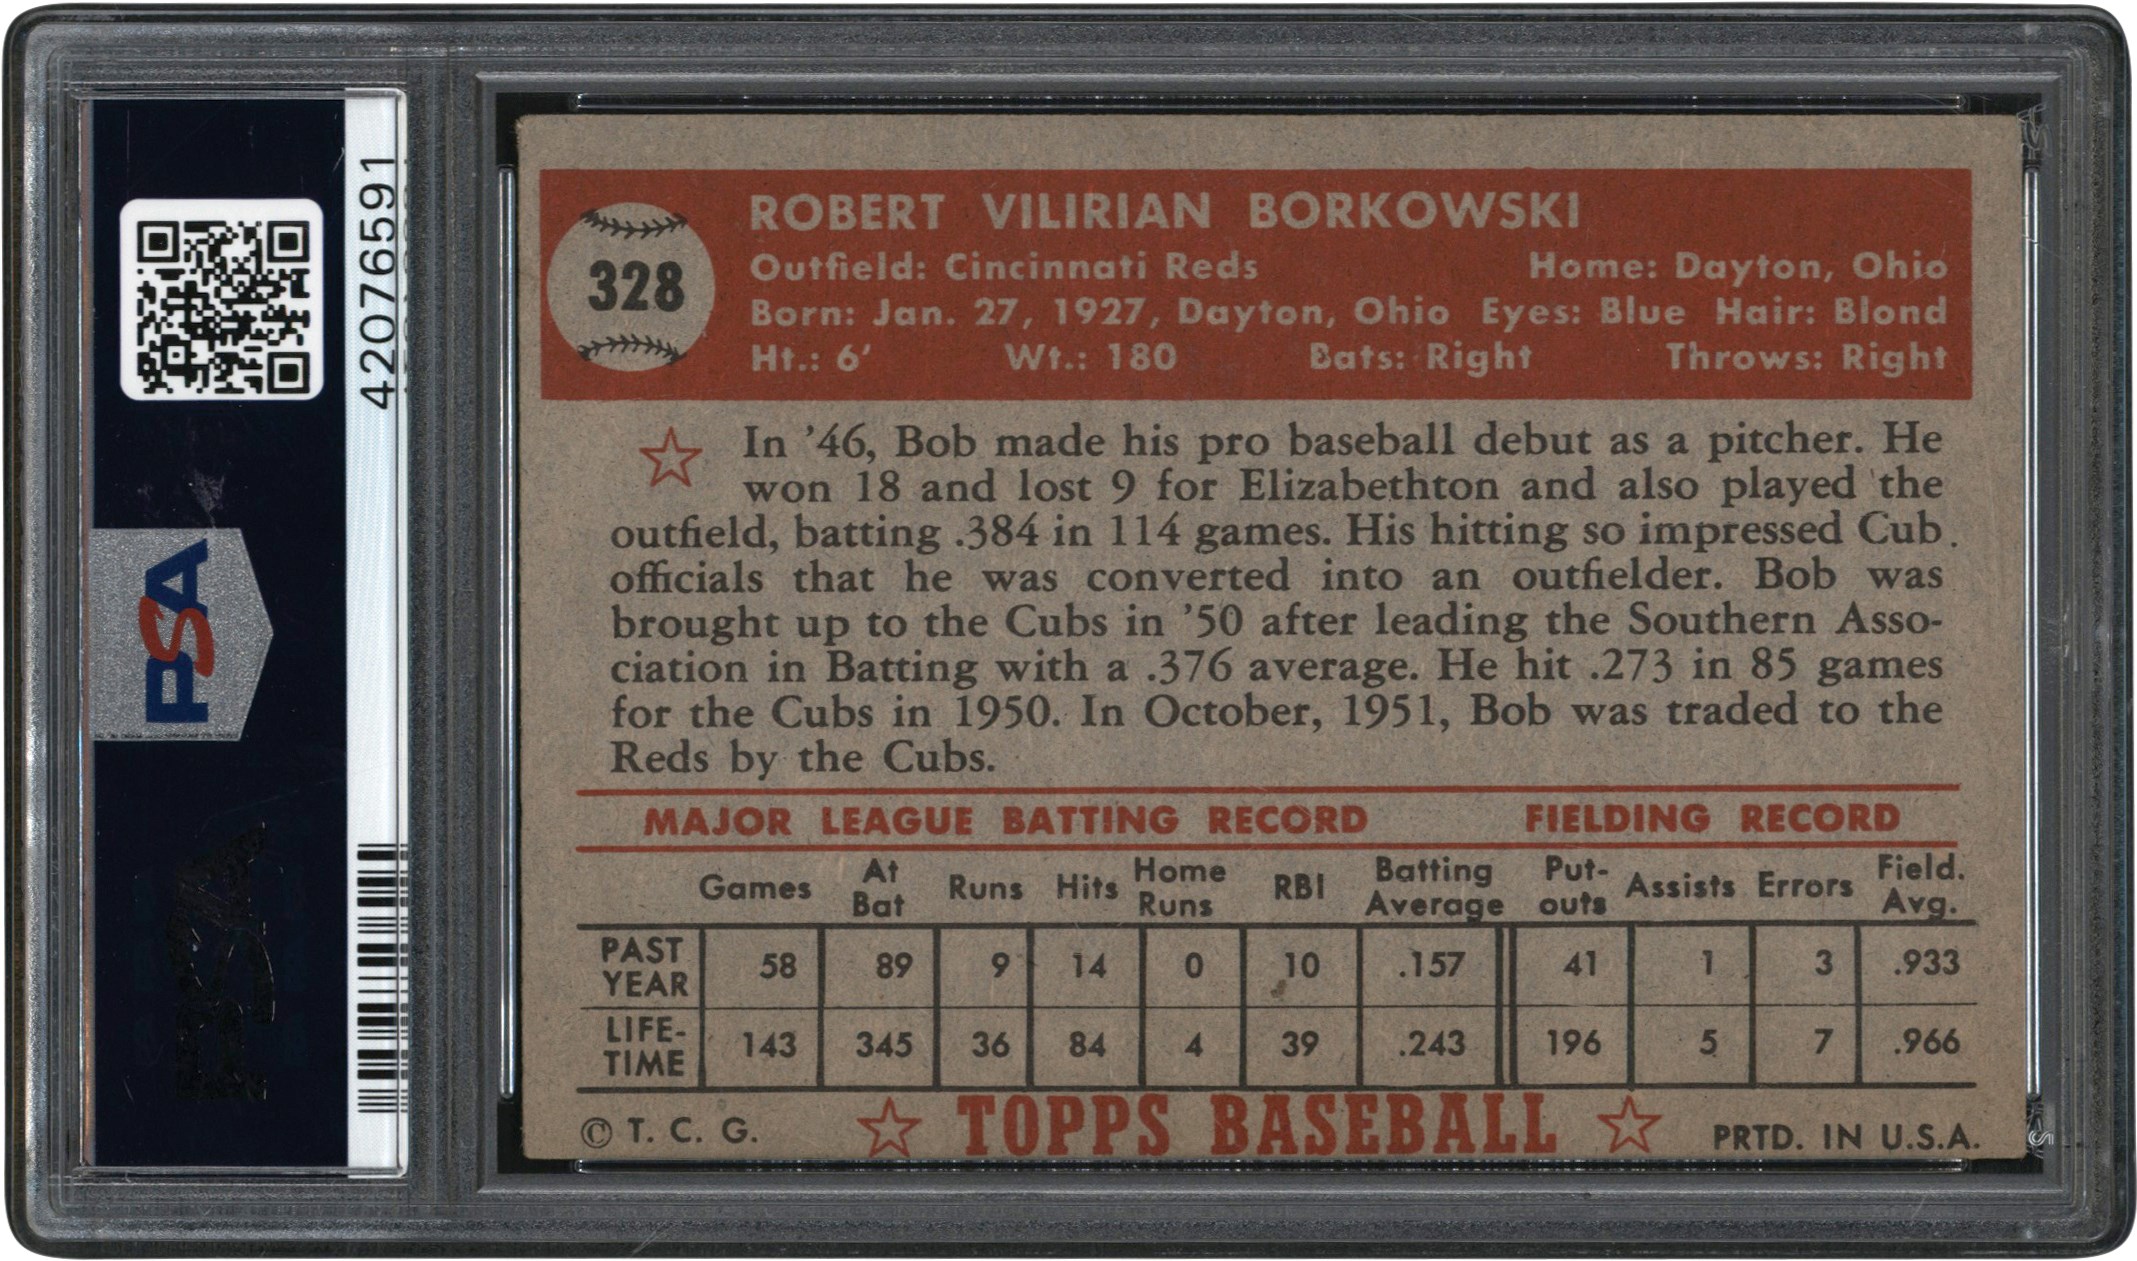 42076591
PSA
328
ROBERT VILIRIAN BORKOWSKI
Outfield: Cincinnati Reds Home: Dayton, Ohio
Born: Jan. 27, 1927, Dayton, Ohio Eyes: Blue Hair: Blond
Ht.: 6' Wt.: 180 Bats: Right Throws: Right
In '46, Bob made his pro baseball debut as a pitcher. He
won 18 and lost 9 for Elizabethton and also played the
outfield, batting .384 in 114 games. His hitting so impressed Cub
officials that he was converted into an outfielder. Bob was
brought up to the Cubs in '50 after leading the Southern Asso-
ciation in Batting with a .376 average. He hit .273 in 85 games
for the Cubs in 1950. In October, 1951, Bob was traded to the
Reds by the Cubs.
MAJOR LEAGUE BATTING RECORD FIELDING RECORD
Games At Bat Runs Hits Home Runs RBI Batting Average Put-outs Assists Errors Field. Avg.
PAST YEAR 58 89 9 14 0 10 .157 41 1 3 .933
LIFE-TIME 143 345 36 84 4 39 .243 196 5 7 .966
© T. C. G. TOPPS BASEBALL PRTD. IN U.S.A.